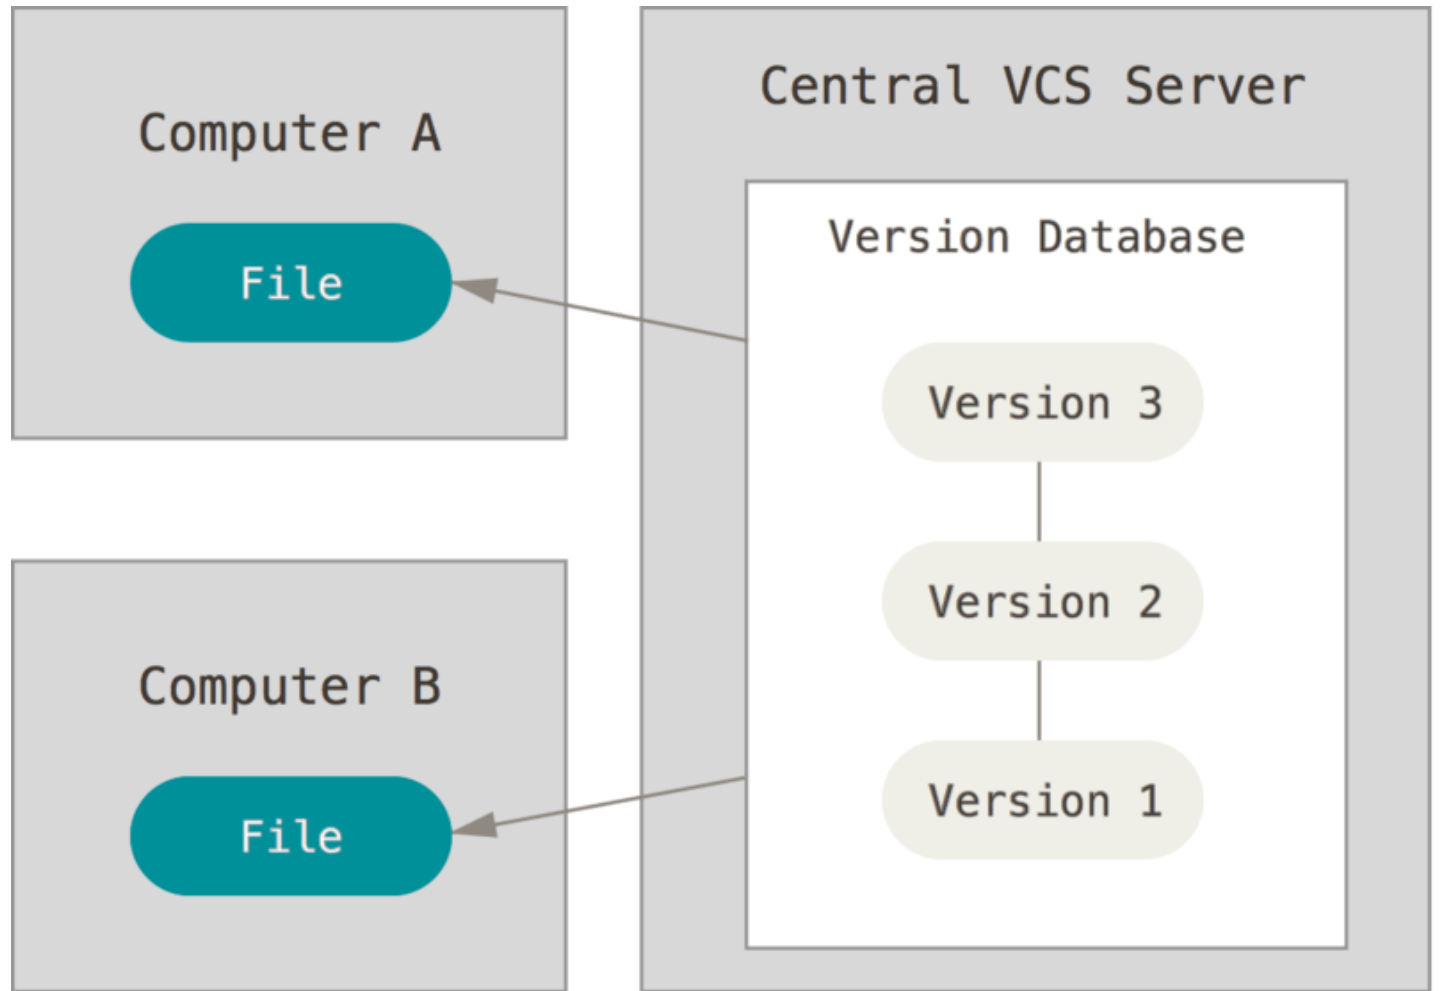 Computer A
File
Computer B
File
Central VCS Server
Version Database
Version 3
Version 2
Version 1